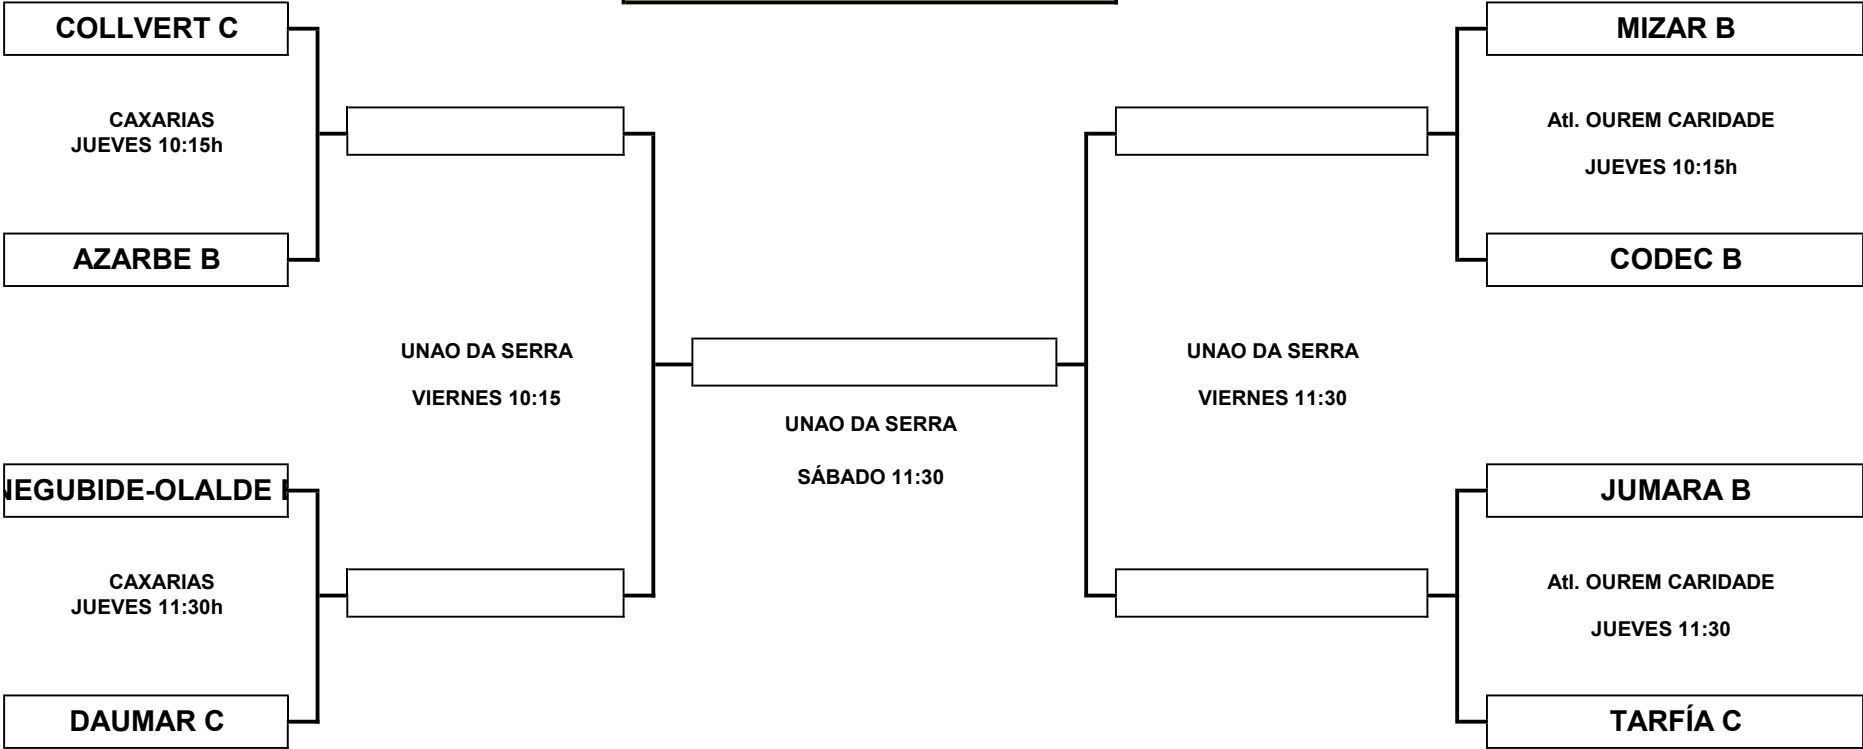 COLLVERT C
MIZAR B
CAXARIAS
JUEVES 10:15h
Atl. OUREM CARIDADE
JUEVES 10:15h
AZARBE B
CODEC B
UNAO DA SERRA
VIERNES 10:15
UNAO DA SERRA
VIERNES 11:30
UNAO DA SERRA
SÁBADO 11:30
NEGUBIDE-OLALDE
JUMARA B
CAXARIAS
JUEVES 11:30h
Atl. OUREM CARIDADE
JUEVES 11:30
DAUMAR C
TARFÍA C